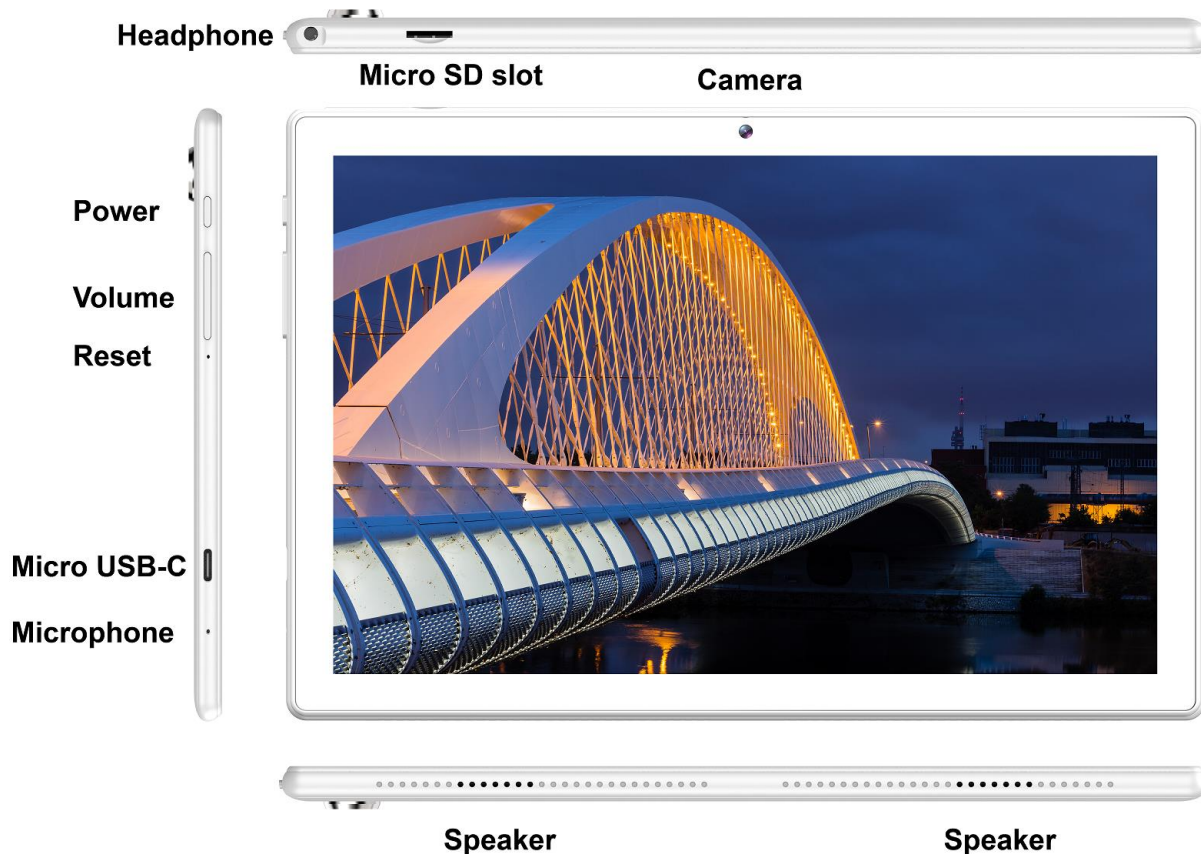 Headphone
Micro SD slot
Camera
Power
Volume
Reset
Micro USB-C
Microphone
Speaker
Speaker